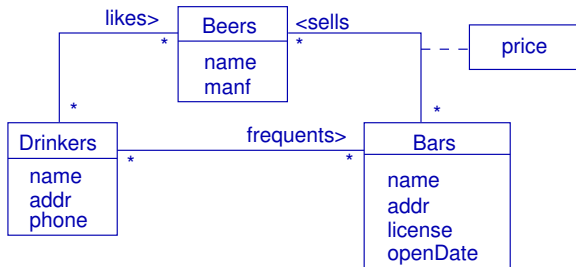 likes> Beers <sells
* * price
name
manf
* *
Drinkers frequents> Bars
* *
name name
addr addr
phone license
openDate